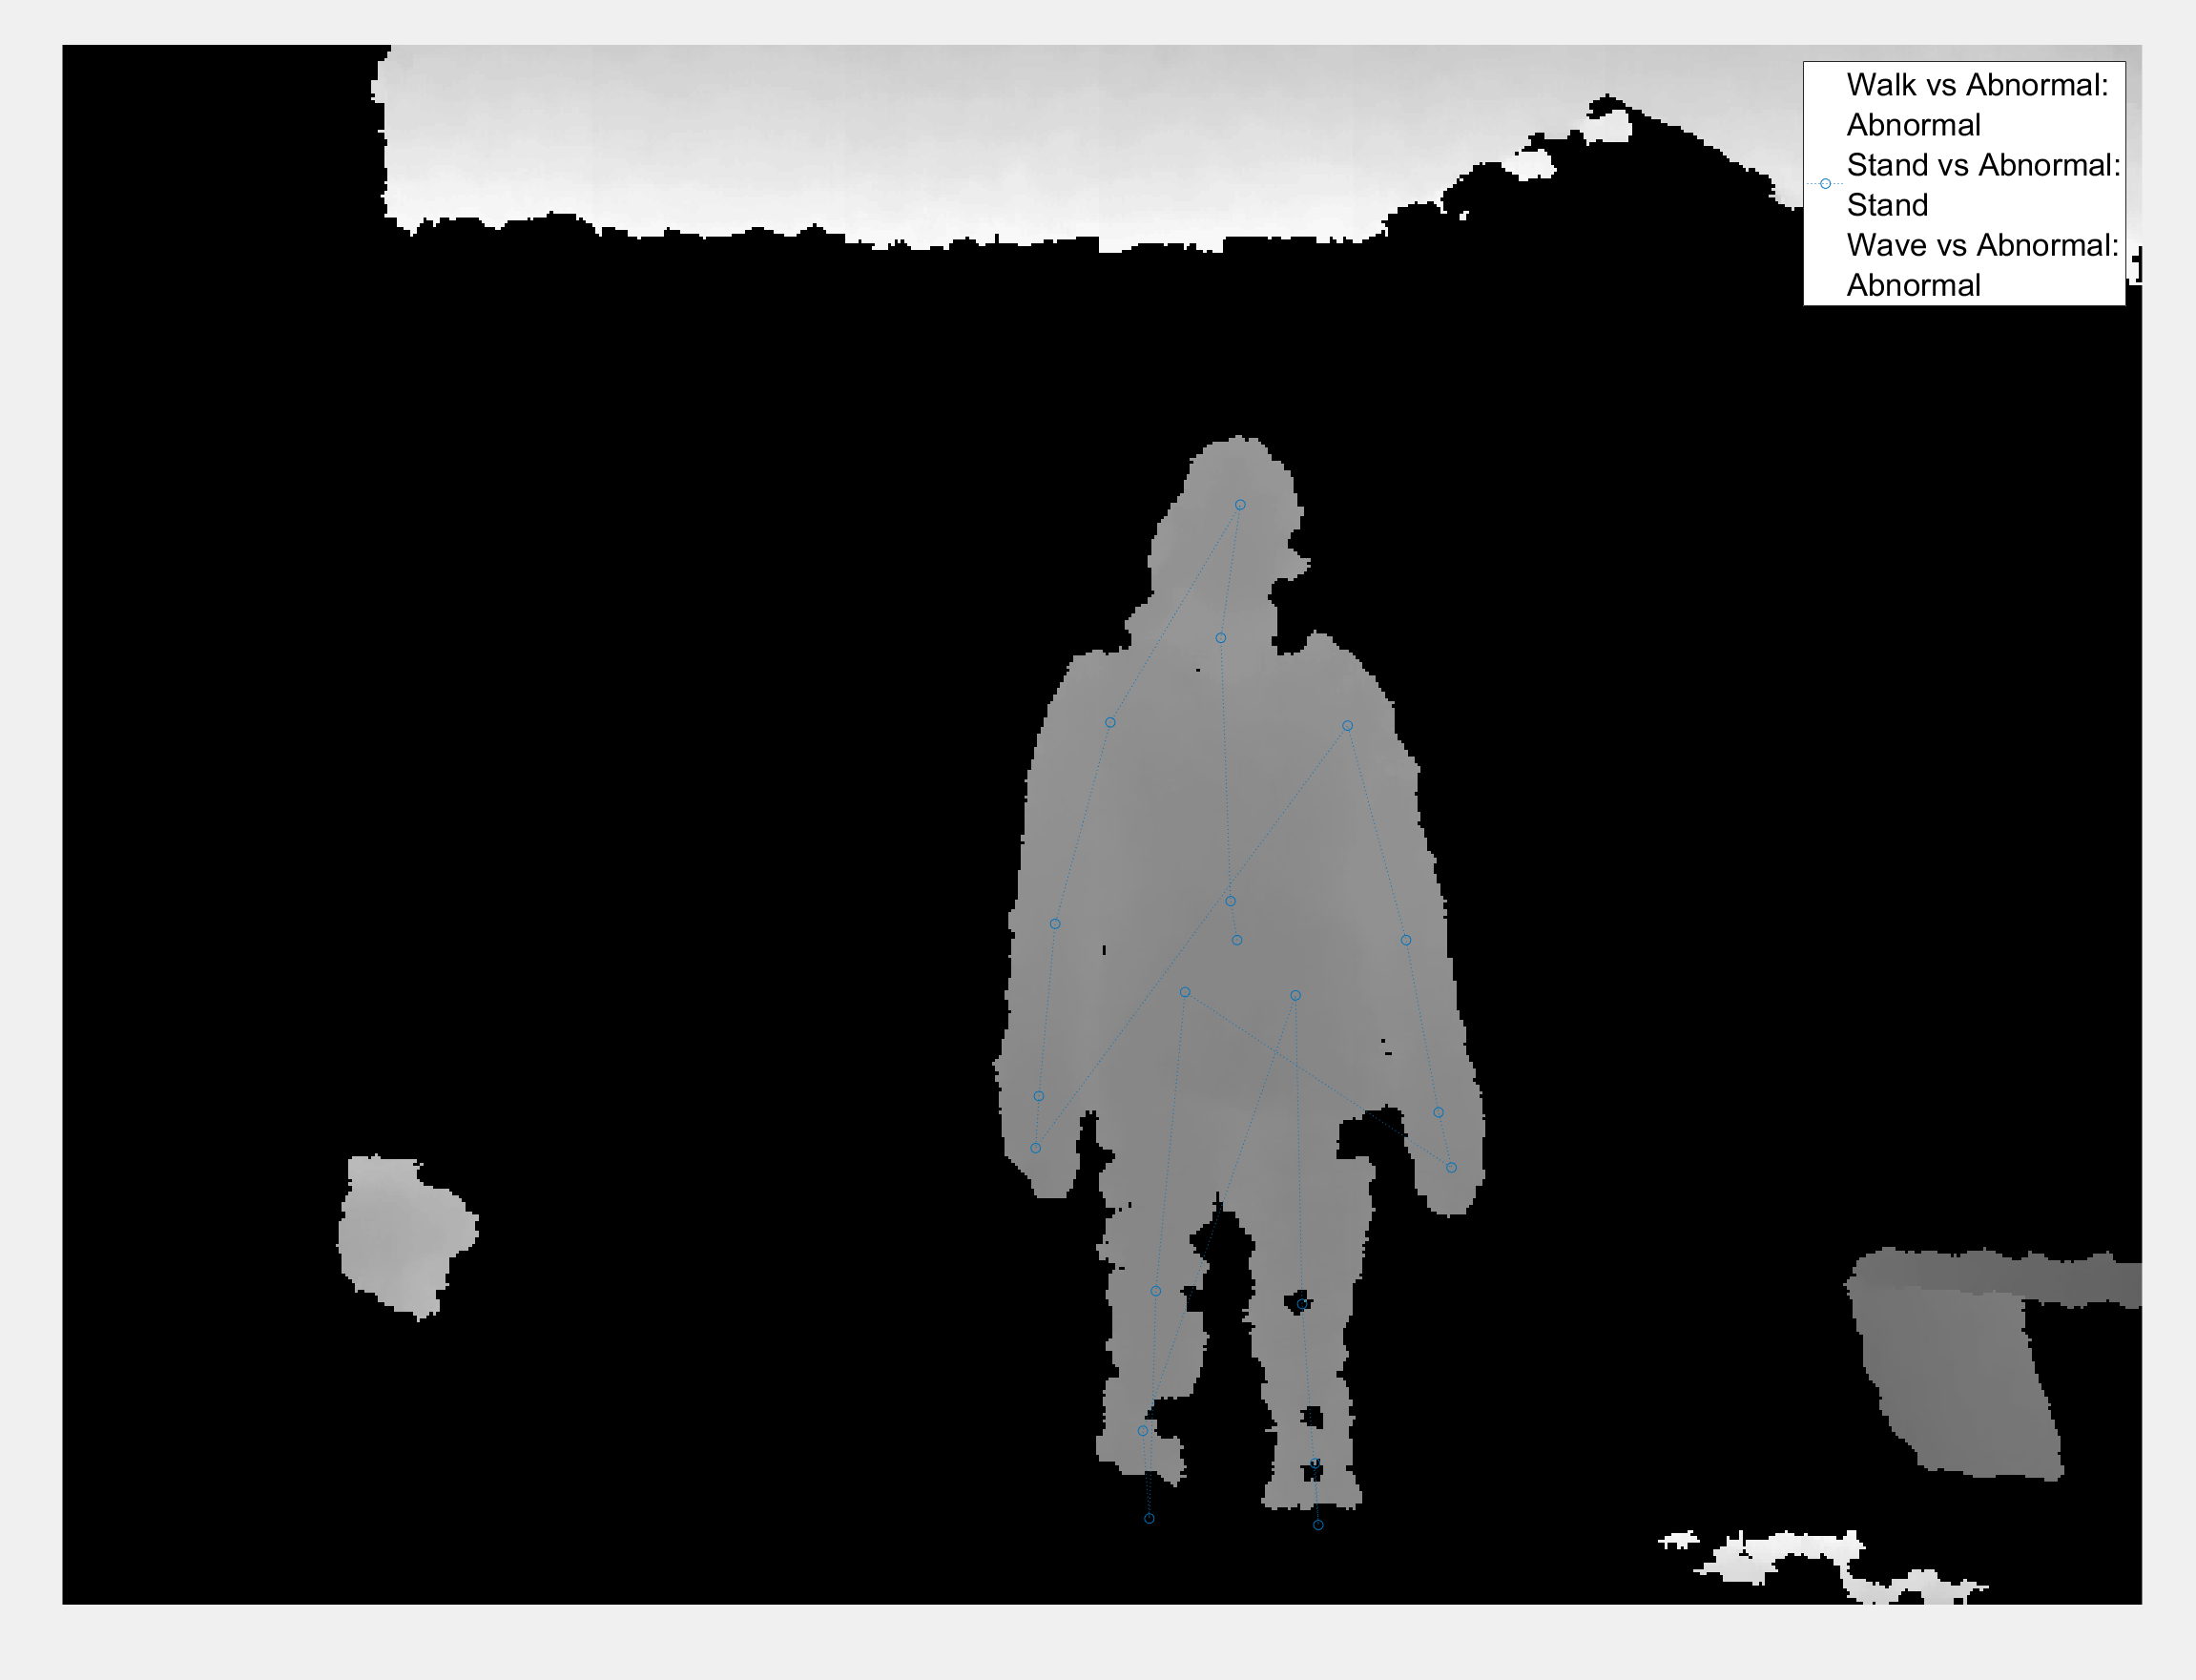 Walk vs Abnormal:
Abnormal
Stand vs Abnormal:
Stand
Wave vs Abnormal:
Abnormal